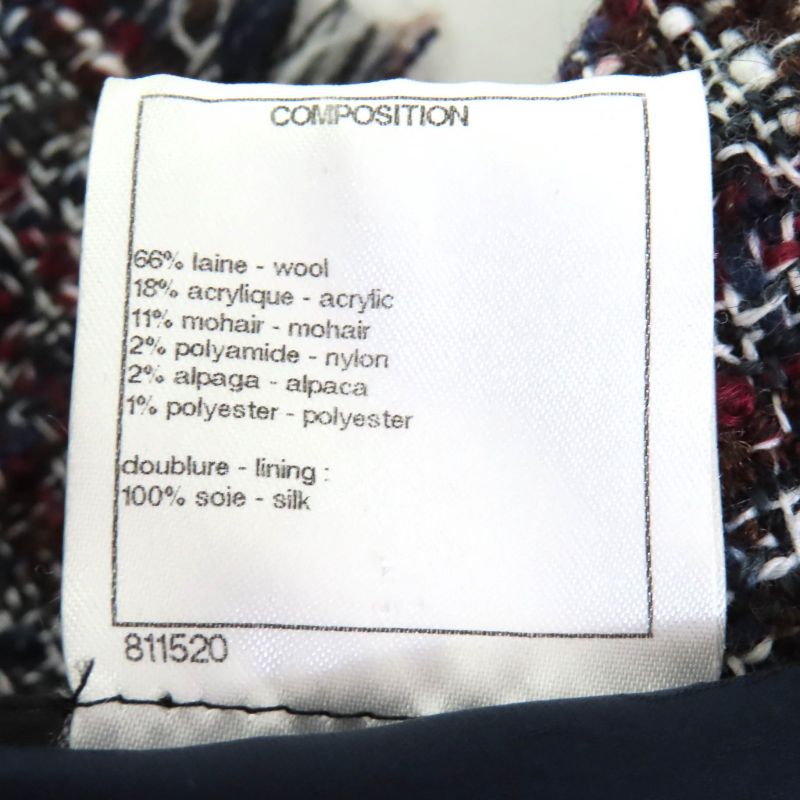 COMPOSITION
66% laine - wool
18% acrylique - acrylic
11% mohair - mohair
2% polyamide - nylon
2% alpaga - alpaca
1% polyester - polyester
doublure - lining :
100% soie - silk
811520